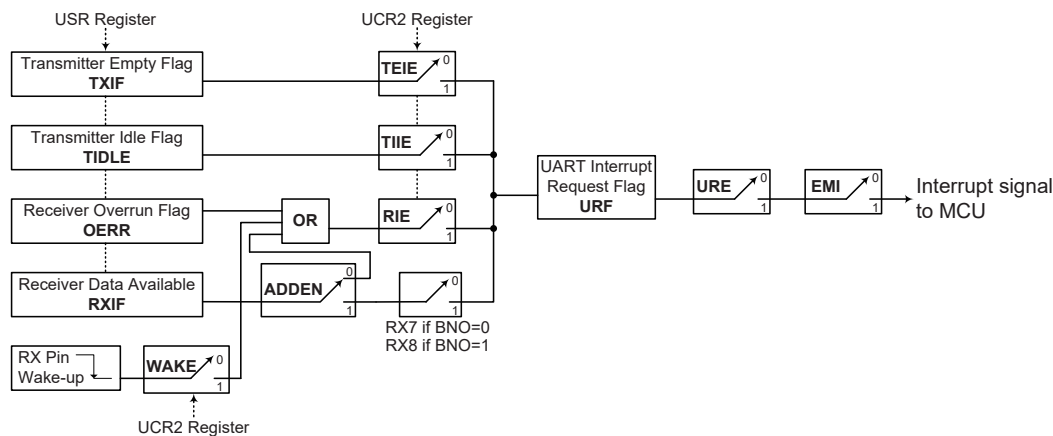 USR Register
UCR2 Register
Transmitter Empty Flag
TXIF
TEIE
0
1
Transmitter Idle Flag
TIDLE
TIIE
0
1
UART Interrupt
Request Flag
URF
URE
0
1
EMI
0
1
Interrupt signal
to MCU
Receiver Overrun Flag
OERR
OR
RIE
0
1
Receiver Data Available
RXIF
ADDEN
0
1
0
1
RX7 if BNO=0
RX8 if BNO=1
RX Pin
Wake-up
WAKE
0
1
UCR2 Register